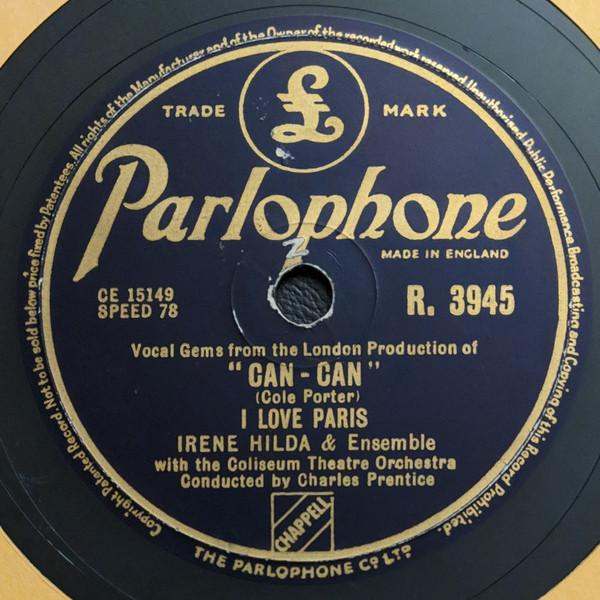 All rights of the Manufacturer and of the Owner of the recorded work reserved. Unauthorised Public Performance, Broadcasting and Copying of this Record Prohibited.
TRADE £ MARK
Parlophone
2
MADE IN ENGLAND
CE 15149
SPEED 78
R. 3945
Vocal Gems from the London Production of
"CAN-CAN"
(Cole Porter)
I LOVE PARIS
IRENE HILDA & Ensemble
with the Coliseum Theatre Orchestra
Conducted by Charles Prentice
CHAPPELL
THE PARLOPHONE CO LTD
Copyright Patented Record. Not to be sold below price fixed by Patentees.